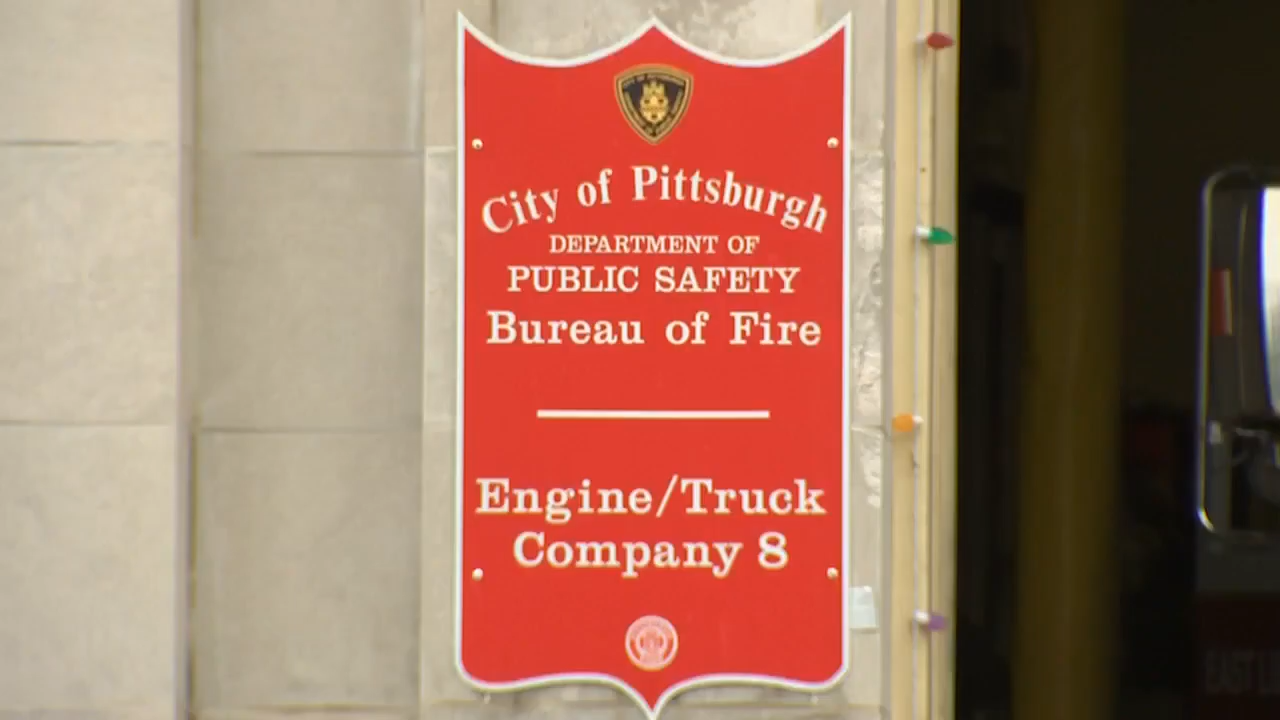 City of Pittsburgh
DEPARTMENT OF
PUBLIC SAFETY
Bureau of Fire
Engine/Truck
Company 8